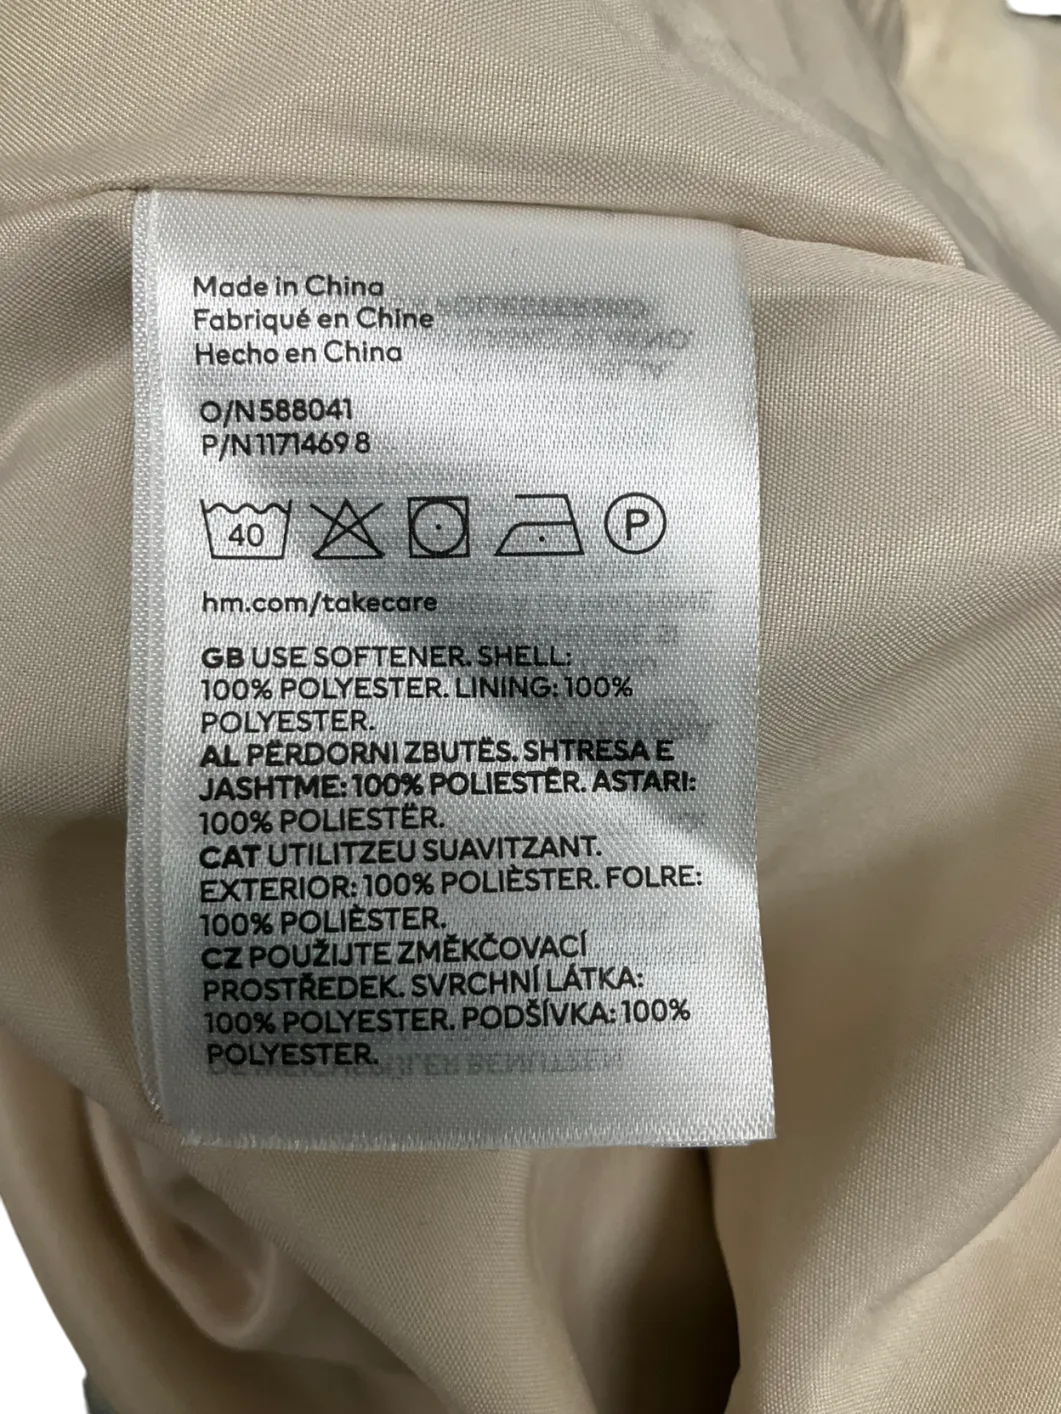 Made in China
Fabriqué en Chine
Hecho en China
O/N 588041
P/N 1171469 8
40
P
hm.com/takecare
GB USE SOFTENER. SHELL:
100% POLYESTER. LINING: 100%
POLYESTER.
AL PËRDORNI ZBUTËS. SHTRESA E
JASHTME: 100% POLIESTËR. ASTARI:
100% POLIESTËR.
CAT UTILITZEU SUAVITZANT.
EXTERIOR: 100% POLIÈSTER. FOLRE:
100% POLIÈSTER.
CZ POUŽIJTE ZMĚKČOVACÍ
PROSTŘEDEK. SVRCHNÍ LÁTKA:
100% POLYESTER. PODŠÍVKA: 100%
POLYESTER.